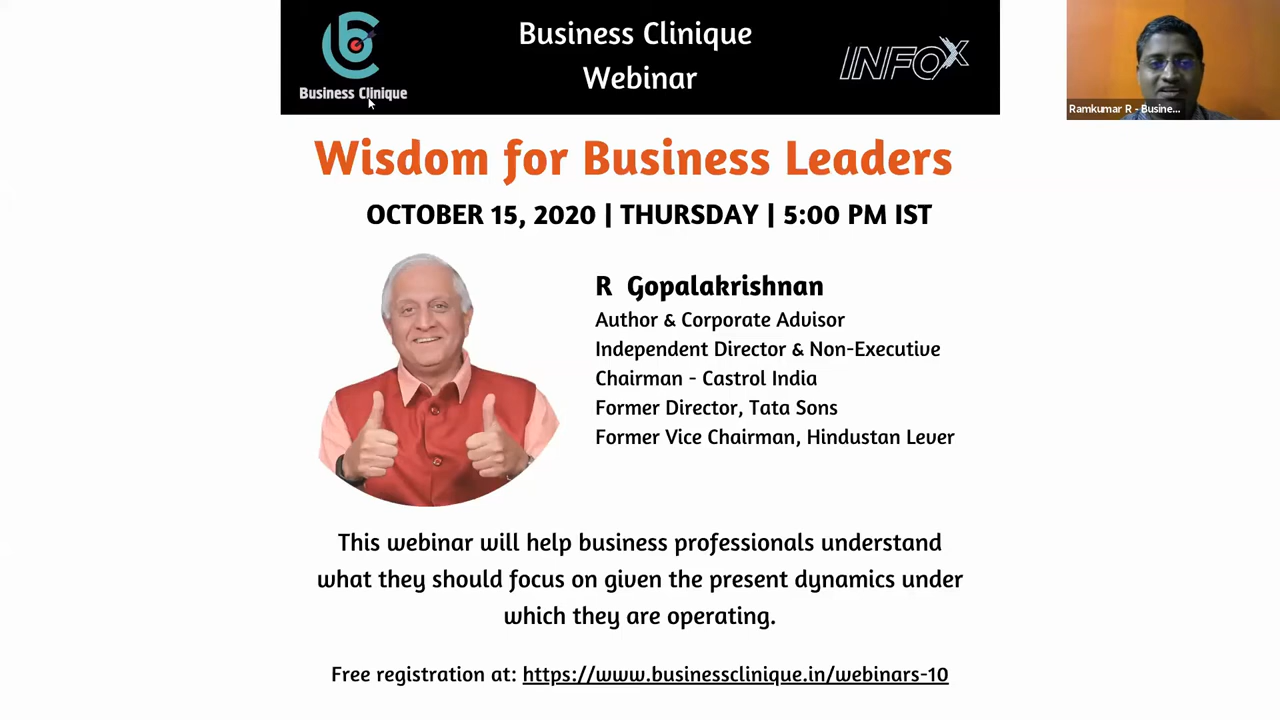 Business Clinique
Business Clinique
Webinar
INFOX
Ramkumar R - Busine...
Wisdom for Business Leaders
OCTOBER 15, 2020 | THURSDAY | 5:00 PM IST
R Gopalakrishnan
Author & Corporate Advisor
Independent Director & Non-Executive
Chairman - Castrol India
Former Director, Tata Sons
Former Vice Chairman, Hindustan Lever
This webinar will help business professionals understand
what they should focus on given the present dynamics under
which they are operating.
Free registration at: https://www.businessclinique.in/webinars-10